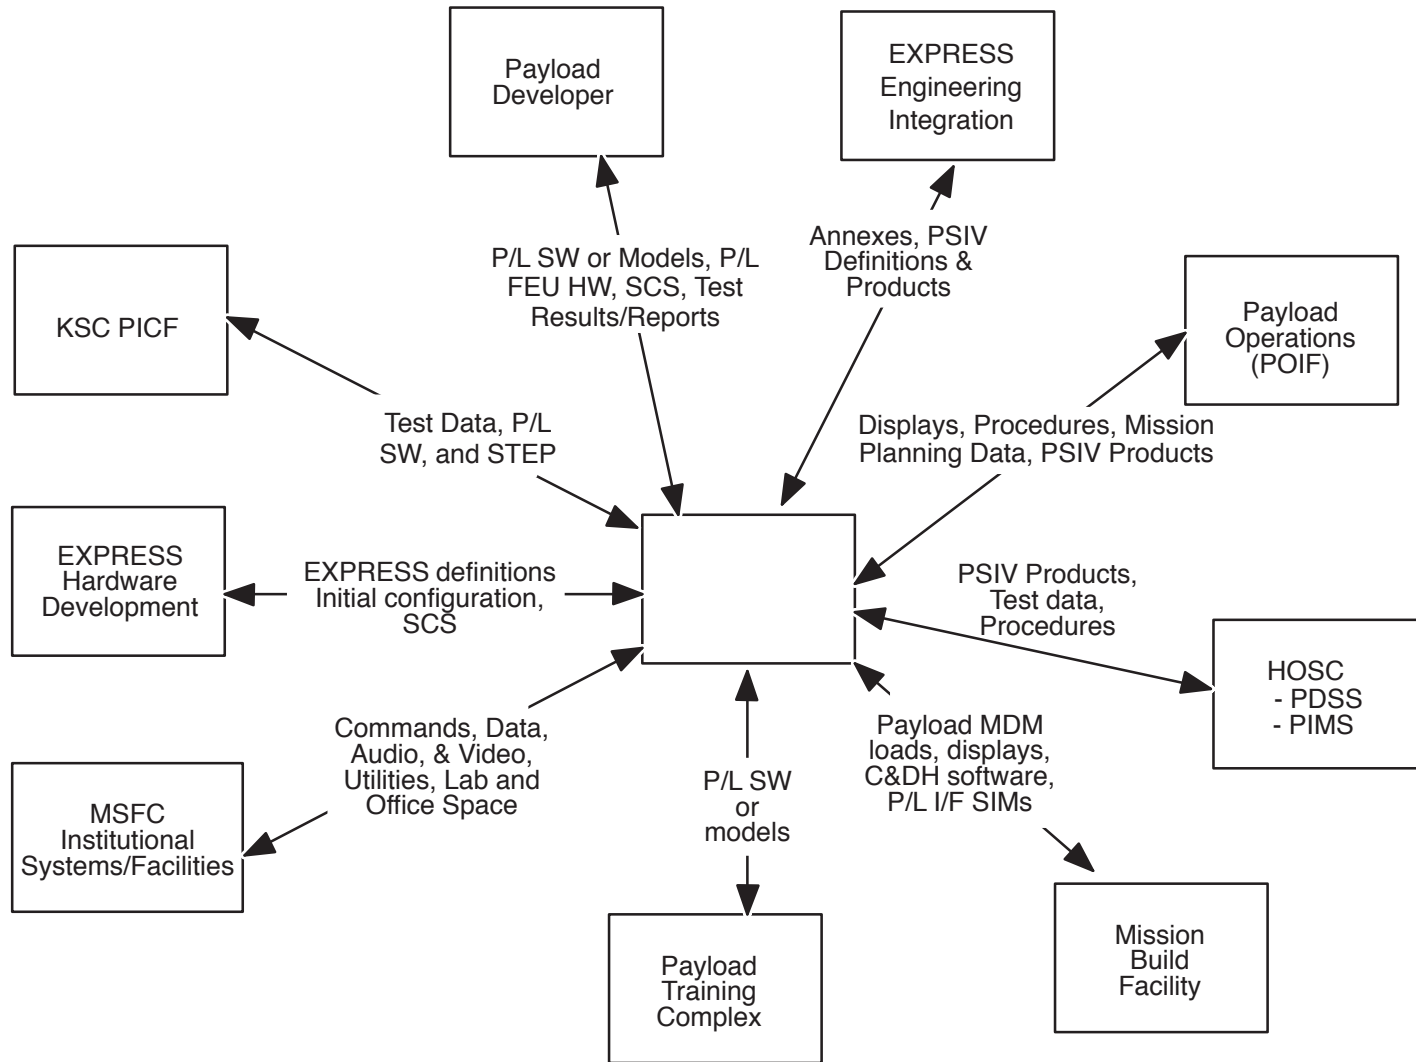 Payload
Developer
EXPRESS
Engineering
Integration
P/L SW or Models, P/L
FEU HW, SCS, Test
Results/Reports
Annexes, PSIV
Definitions &
Products
KSC PICF
Payload
Operations
(POIF)
Test Data, P/L
SW, and STEP
Displays, Procedures, Mission
Planning Data, PSIV Products
EXPRESS
Hardware
Development
EXPRESS definitions
Initial configuration,
SCS
PSIV Products,
Test data,
Procedures
HOSC
- PDSS
- PIMS
Commands, Data,
Audio, & Video,
Utilities, Lab and
Office Space
Payload MDM
loads, displays,
C&DH software,
P/L I/F SIMs
P/L SW
or
models
MSFC
Institutional
Systems/Facilities
Payload
Training
Complex
Mission
Build
Facility